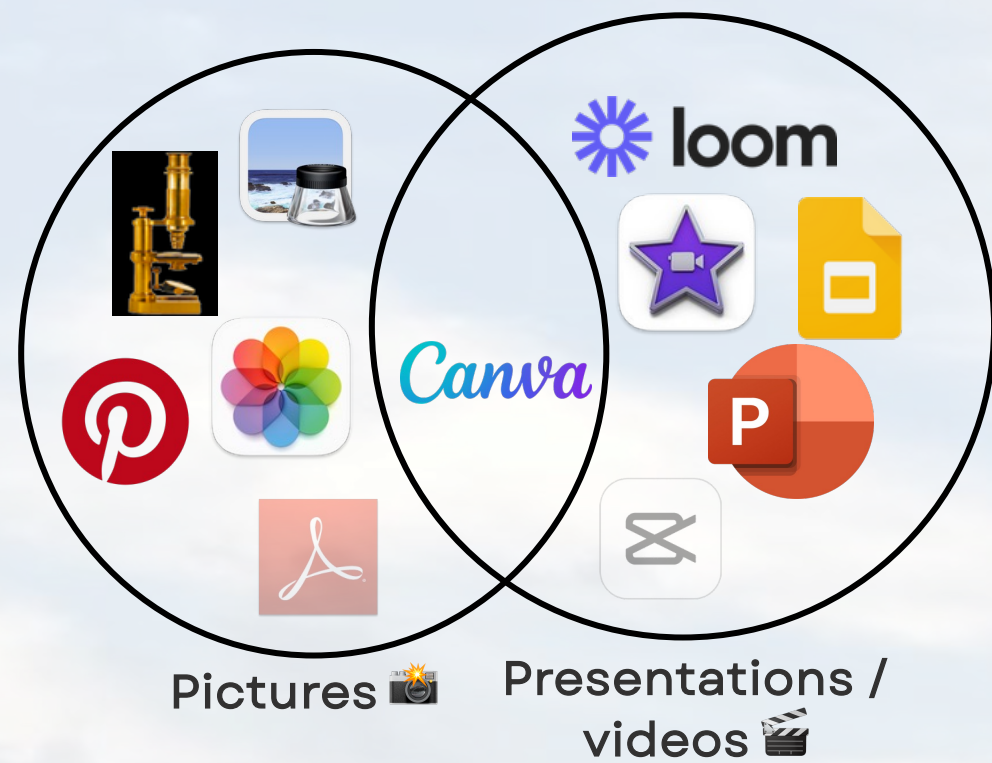 loom
Canva
P
Pictures 📸
Presentations /
videos 🎬